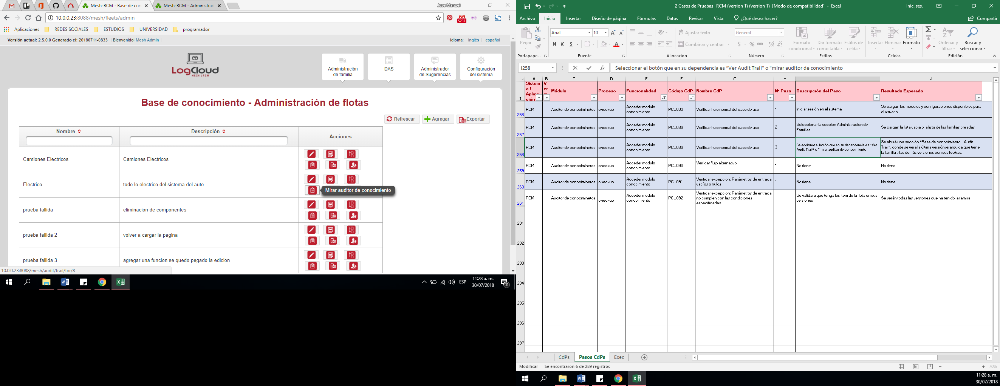 Mesh-RCM - Base de con
Mesh-RCM - Administrad
Jose Manuel
10.0.0.23:8088/mesh/fleets/admin
5237
Aplicaciones
REDES SOCIALES
ESTUDIOS
UNIVERSIDAD
programador
Versión actual: 2.5.0.0 Generado el: 20180711-0833
Bienvenido! Mesh Admin
Idioma: inglés español
LogCloud
MESH LRCM
Administración
de familia
DAS
Administrador
de Sugerencias
Configuración
del sistema
Base de conocimiento - Administración de flotas
Refrescar
Agregar
Exportar
Nombre
Descripción
Acciones
Camiones Electricos
Camiones Electricos
Electrico
todo lo electrico del sistema del auto
Mirar auditor de conocimiento
prueba fallida
eliminacion de componentes
prueba fallida 2
volver a cargar la pagina
prueba fallida 3
agregar una funcion se quedo pegado la edicion
10.0.0.23:8088/mesh/audit/trail/for/8
ESP
11:28 a. m.
30/07/2018
2
2 Casos de Pruebas_ RCM (version 1) (version 1) [Modo de compatibilidad] - Excel
Inic. ses.
Archivo
Inicio
Insertar
Diseño de página
Fórmulas
Datos
Revisar
Vista
¿Qué desea hacer?
Compartir
Pegar
Arial
10
N K S
Ajustar texto
Combinar y centrar
General
$ % 000
Formato
condicional
Dar formato
como tabla
Estilos de
celda
Insertar
Eliminar
Formato
Ordenar y
filtrar
Buscar y
seleccionar
Portapape...
Fuente
Alineación
Número
Estilos
Celdas
Edición
I258
fx
Seleccionar el botón que en su dependencia es “Ver Audit Trail” o "mirar auditor de conocimiento
A B C D E F G H I J
1
Sistem
a /
Aplica
ción
V
er
Módulo
Proceso
Funcionalidad
Código CdP
Nombre CdP
N° Paso
Descripción del Paso
Resultado Esperado
256
RCM
Auditor de conociminetos
checkup
Acceder modulo
conocimiento
PCU089
Verificar flujo normal del caso de uso
1
Iniciar sesión en el sistema
Se cargan los modulos y configuraciones disponibles para
el usuario
257
RCM
Auditor de conociminetos
checkup
Acceder modulo
conocimiento
PCU089
Verificar flujo normal del caso de uso
2
Seleccionar la seccion Administracion de
Familias
Se cargan la lista vacia o la lista de las familias creadas
258
RCM
Auditor de conociminetos
checkup
Acceder modulo
conocimiento
PCU089
Verificar flujo normal del caso de uso
3
Seleccionar el botón que en su dependencia es “Ver
Audit Trail” o "mirar auditor de conocimiento
Se abrirá una sección “Base de conocimiento – Audit
Trail”, donde se vera la última versión jerárquica que tiene
la familia y las demás versiones con sus fechas.
259
RCM
Auditor de conociminetos
checkup
Acceder modulo
conocimiento
PCU090
Verficar flujo alternativo
1
No tiene
No tiene
260
RCM
Auditor de conociminetos
checkup
Acceder modulo
conocimiento
PCU091
Verificar excepción: Parámetros de entrada
vacíos o nulos
1
No tiene
No tiene
261
RCM
Auditor de conociminetos
checkup
Acceder modulo
conocimiento
PCU092
Verificar excepción: Parámetros de entrada
no cumplen con las condiciones
especificadas
1
Se validara que tenga los item de la flota en sus
versiones
Se verán todas las versiones que ha tenido la familia
291
292
293
294
295
296
297
CdPs
Pasos CdPs
Exec
Modificar
Se encontraron 6 de 289 registros
70%
11:28 a. m.
30/07/2018